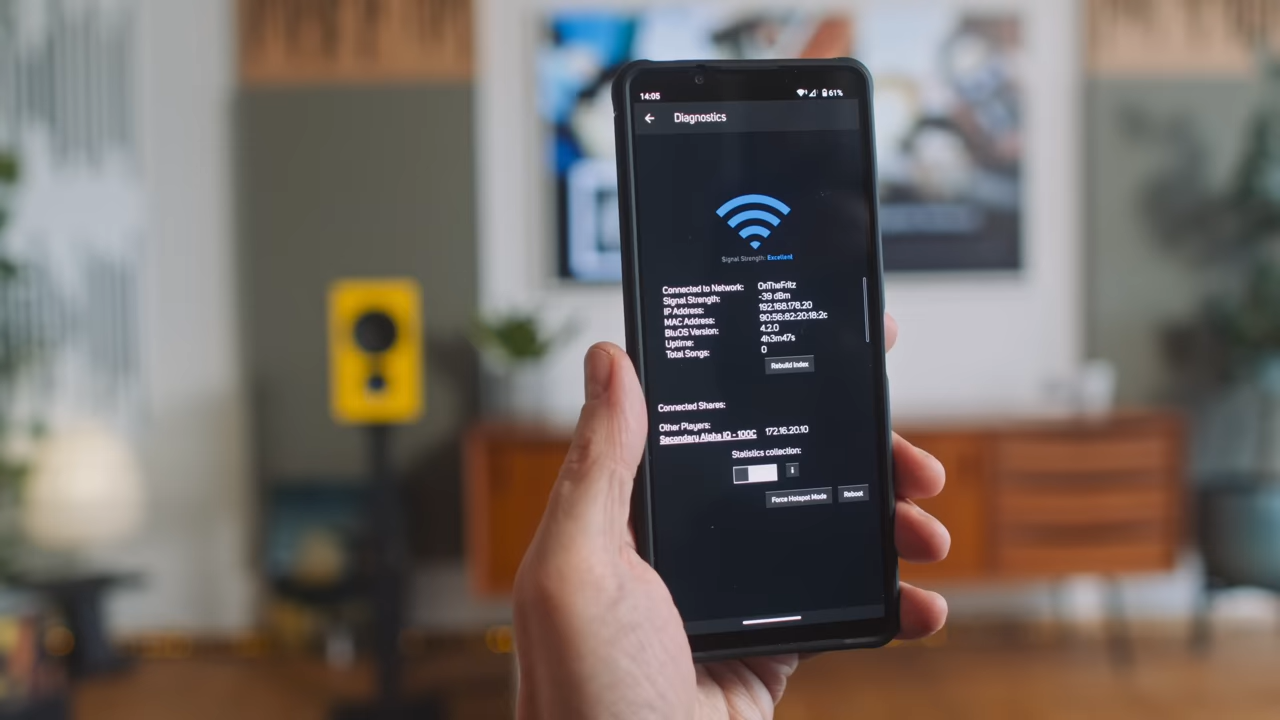 14:05 61%
Diagnostics
Signal Strength: Excellent
Connected to Network: OriTheFritz
Signal Strength: -39 dBm
IP Address: 192.168.178.20
MAC Address: 90:56:82:20:18:2c
BluOS Version: 4.2.0
Uptime: 4h3m47s
Total Songs: 0
Rebuild Index
Connected Shares:
Other Players:
Secondary Alpha iQ - 100C 172.16.20.10
Statistics collection:
i
Force Hotspot Mode Reboot